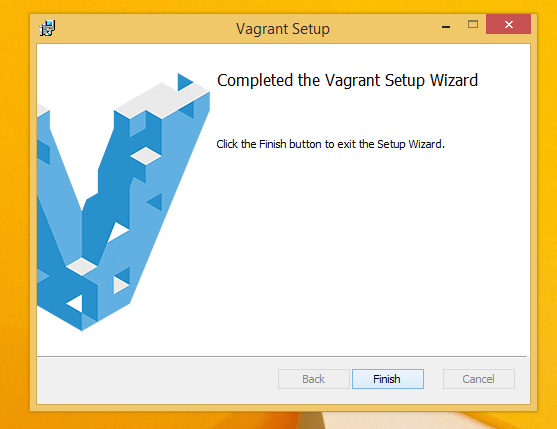 Vagrant Setup
Completed the Vagrant Setup Wizard
Click the Finish button to exit the Setup Wizard.
Back
Finish
Cancel